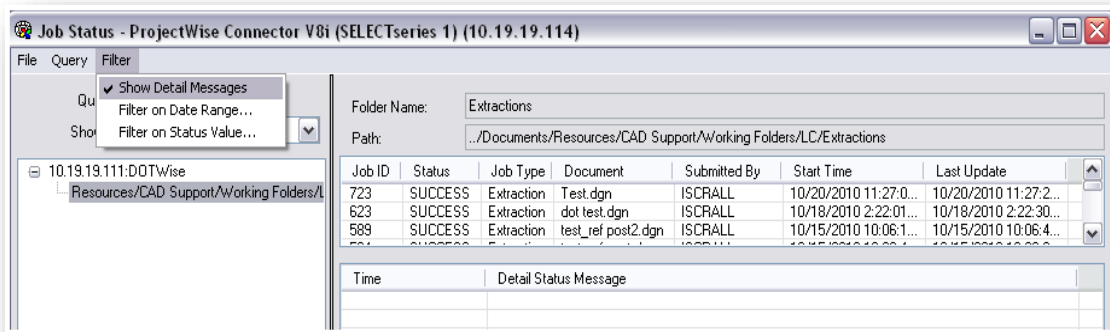 Job Status - ProjectWise Connector V8i (SELECTseries 1) (10.19.19.114)
File Query Filter
Show Detail Messages
Filter on Date Range...
Filter on Status Value...
Qu
Sho
10.19.19.111:DOTWise
Resources/CAD Support/Working Folders/L
Folder Name: Extractions
Path: ../Documents/Resources/CAD Support/Working Folders/LC/Extractions
Job ID Status Job Type Document Submitted By Start Time Last Update
723 SUCCESS Extraction Test.dgn ISCRALL 10/20/2010 11:27:0... 10/20/2010 11:27:2...
623 SUCCESS Extraction dot test.dgn ISCRALL 10/18/2010 2:22:01... 10/18/2010 2:22:30...
589 SUCCESS Extraction test_ref post2.dgn ISCRALL 10/15/2010 10:06:1... 10/15/2010 10:06:4...
Time Detail Status Message